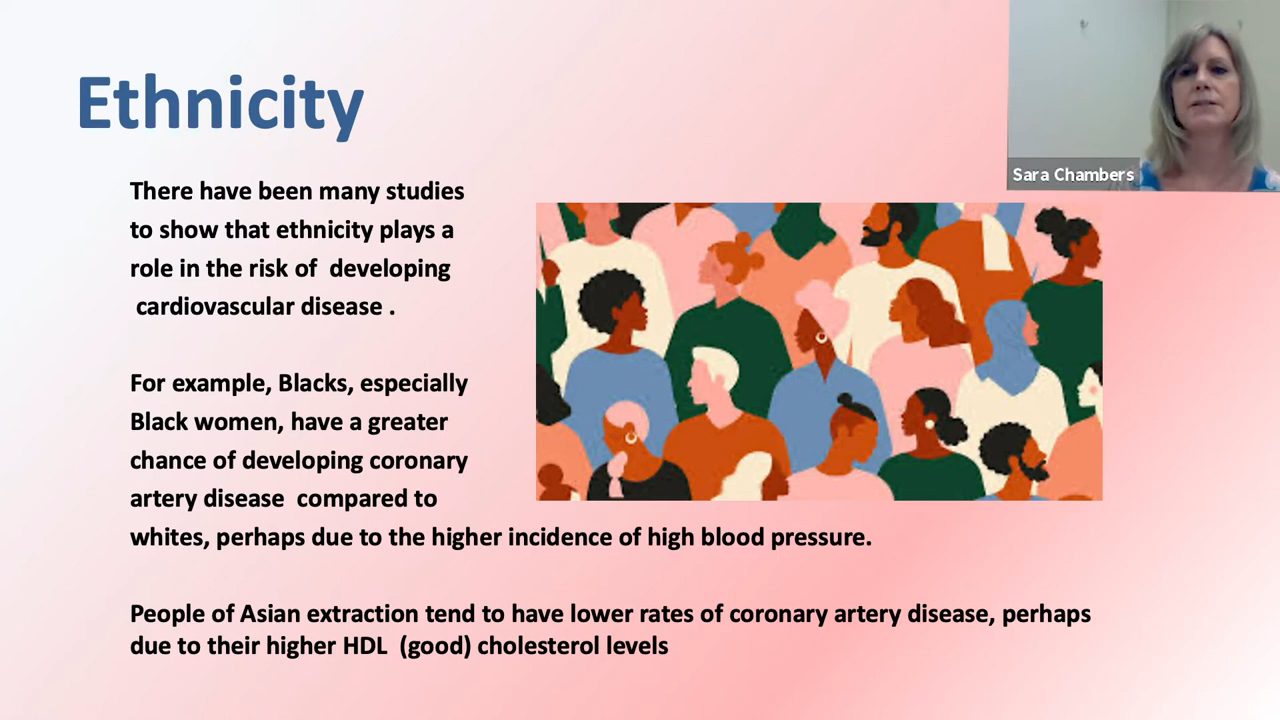 Ethnicity
Sara Chambers
There have been many studies
to show that ethnicity plays a
role in the risk of developing
cardiovascular disease .
For example, Blacks, especially
Black women, have a greater
chance of developing coronary
artery disease compared to
whites, perhaps due to the higher incidence of high blood pressure.
People of Asian extraction tend to have lower rates of coronary artery disease, perhaps
due to their higher HDL (good) cholesterol levels